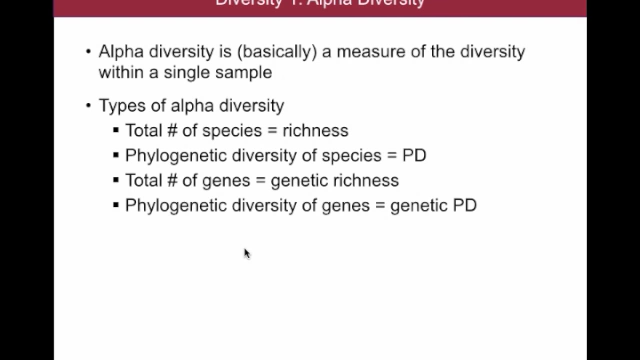 Diversity 1: Alpha Diversity
• Alpha diversity is (basically) a measure of the diversity
within a single sample
• Types of alpha diversity
▪ Total # of species = richness
▪ Phylogenetic diversity of species = PD
▪ Total # of genes = genetic richness
▪ Phylogenetic diversity of genes = genetic PD